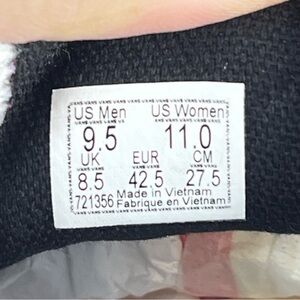 US Men US Women
9.5 11.0
UK EUR CM
8.5 42.5 27.5
Made in Vietnam
721356 Fabrique en Vietnam